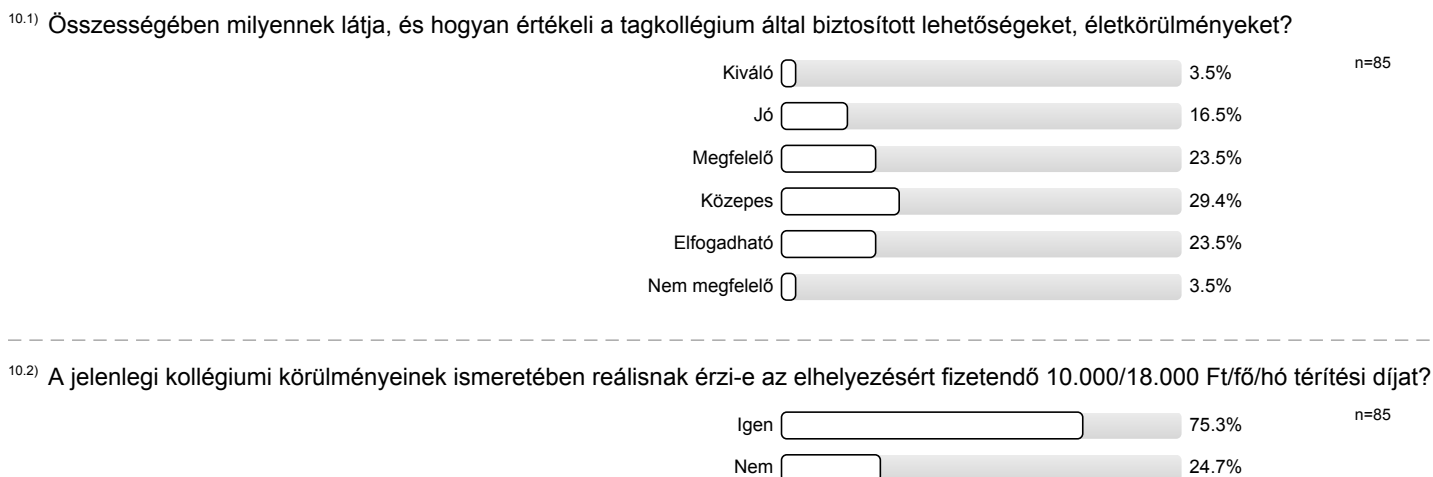 10.1) Összességében milyennek látja, és hogyan értékeli a tagkollégium által biztosított lehetőségeket, életkörülményeket?
Kiváló 3.5% n=85
Jó 16.5%
Megfelelő 23.5%
Közepes 29.4%
Elfogadható 23.5%
Nem megfelelő 3.5%
10.2) A jelenlegi kollégiumi körülményeinek ismeretében reálisnak érzi-e az elhelyezésért fizetendő 10.000/18.000 Ft/fő/hó térítési díjat?
Igen 75.3% n=85
Nem 24.7%